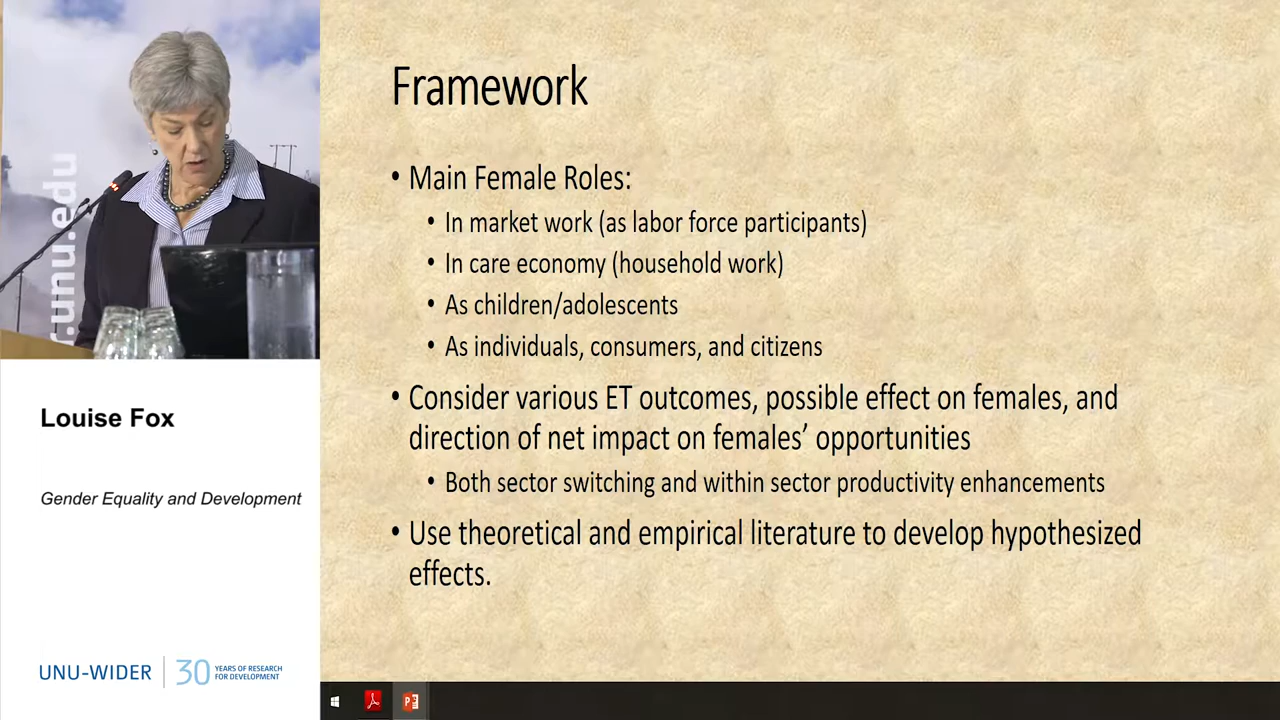 r.unu.edu
Louise Fox
Gender Equality and Development
UNU-WIDER
30
YEARS OF RESEARCH
FOR DEVELOPMENT
Framework
• Main Female Roles:
• In market work (as labor force participants)
• In care economy (household work)
• As children/adolescents
• As individuals, consumers, and citizens
• Consider various ET outcomes, possible effect on females, and
direction of net impact on females’ opportunities
• Both sector switching and within sector productivity enhancements
• Use theoretical and empirical literature to develop hypothesized
effects.